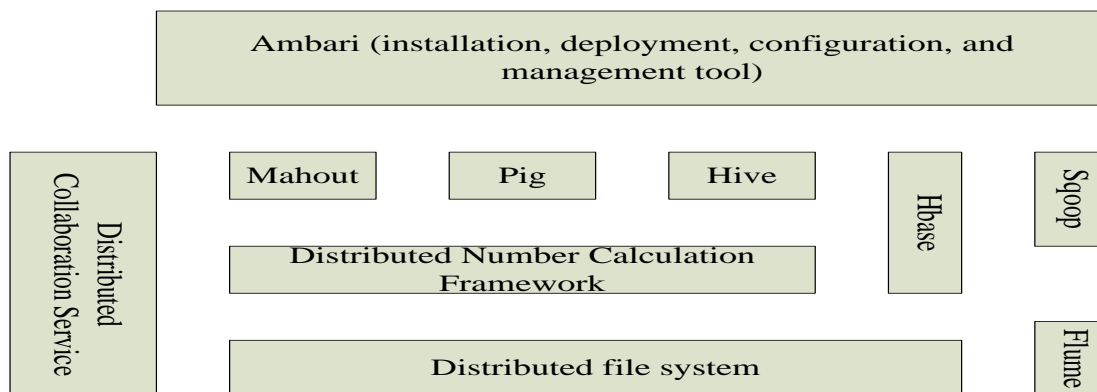 Ambari (installation, deployment, configuration, and
management tool)
Distributed
Collaboration Service
Mahout
Pig
Hive
Hbase
Sqoop
Distributed Number Calculation
Framework
Distributed file system
Flume